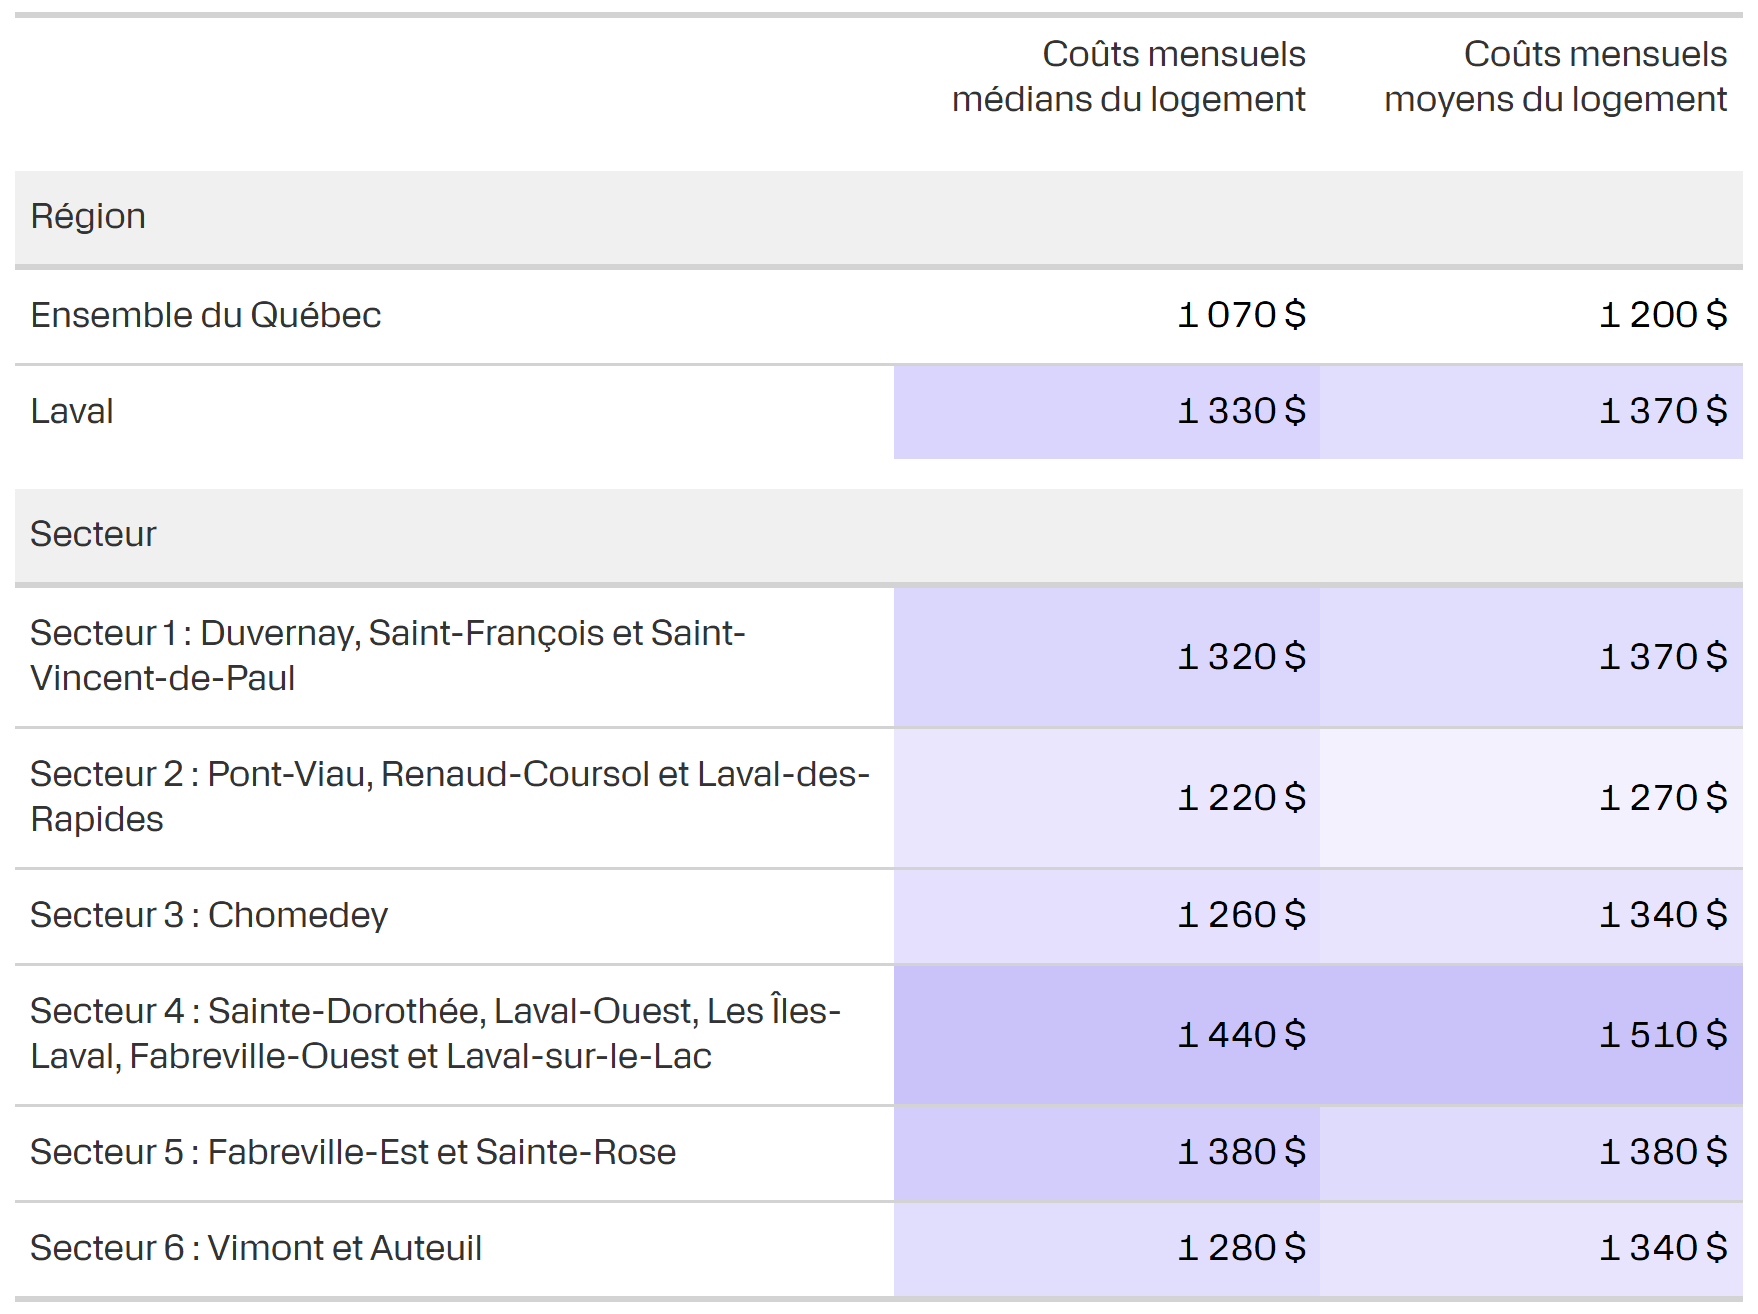 Coûts mensuels
médians du logement
Coûts mensuels
moyens du logement
Région
Ensemble du Québec 1 070 $ 1 200 $
Laval 1 330 $ 1 370 $
Secteur
Secteur 1 : Duvernay, Saint-François et Saint-
Vincent-de-Paul
1 320 $ 1 370 $
Secteur 2 : Pont-Viau, Renaud-Coursol et Laval-des-
Rapides
1 220 $ 1 270 $
Secteur 3 : Chomedey 1 260 $ 1 340 $
Secteur 4 : Sainte-Dorothée, Laval-Ouest, Les Îles-
Laval, Fabreville-Ouest et Laval-sur-le-Lac
1 440 $ 1 510 $
Secteur 5 : Fabreville-Est et Sainte-Rose 1 380 $ 1 380 $
Secteur 6 : Vimont et Auteuil 1 280 $ 1 340 $